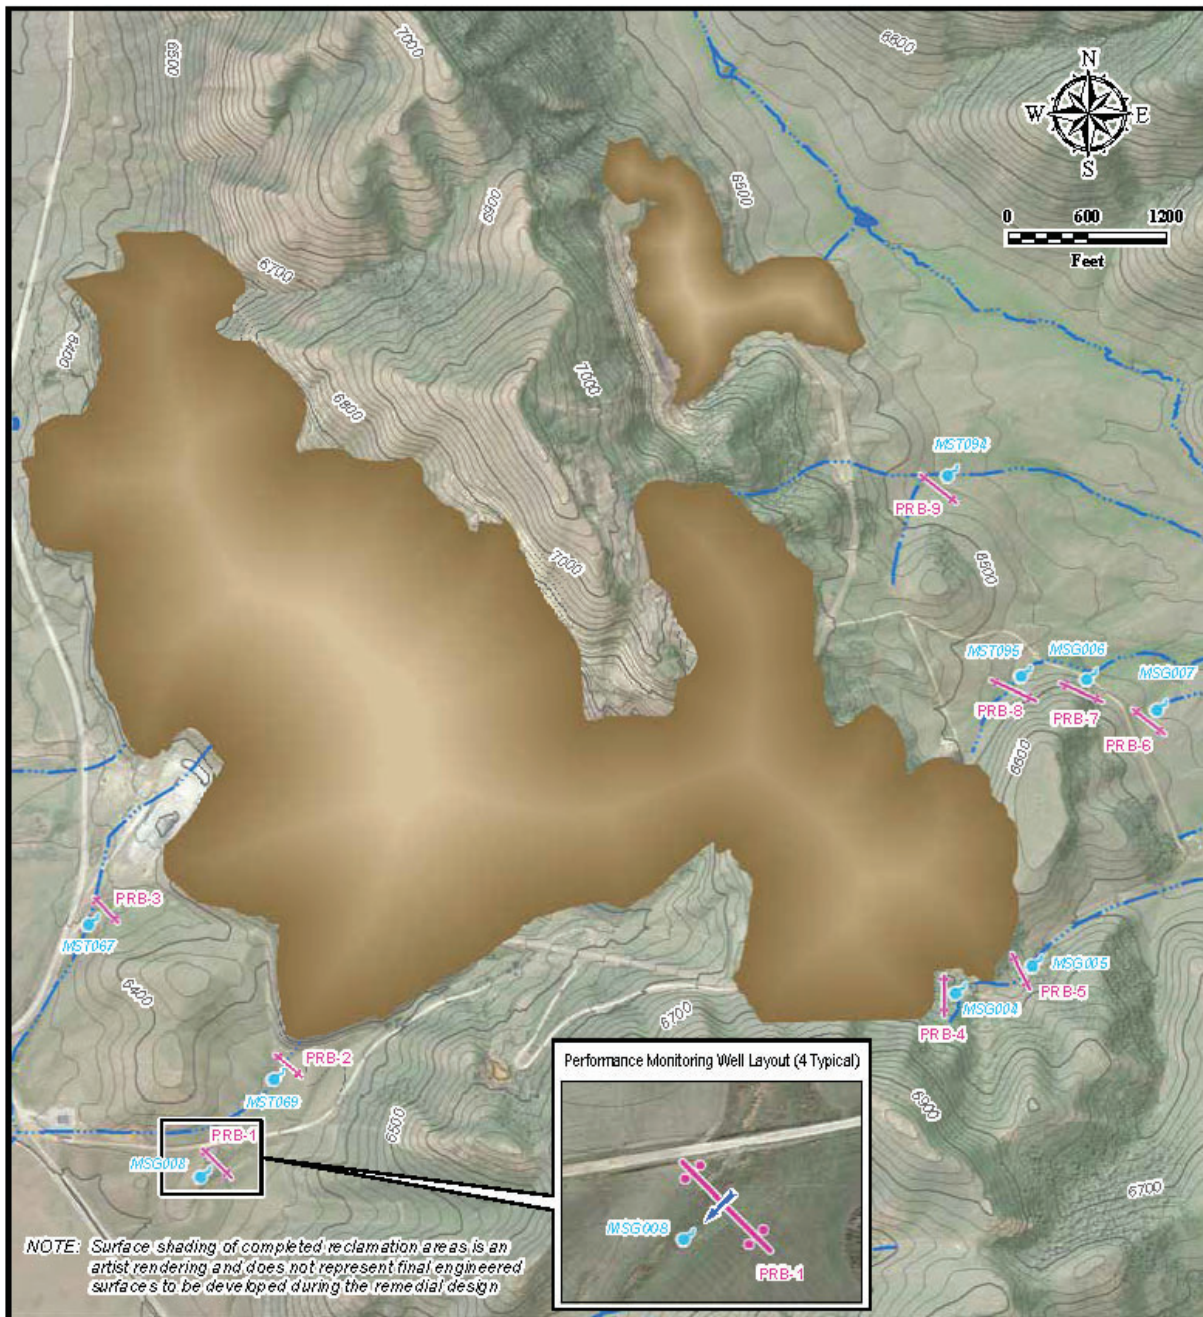 6500
7000
6600
N
W
E
S
0 600 1200
Feet
6500
6900
6700
6400
7000
6800
MST094
PRB-9
7000
6500
MST095
MSG006
MSG007
PRB-8
PRB-7
PRB-6
6600
PRB-3
MST067
MSG005
PRB-5
MSG004
PRB-4
6400
6700
Performance Monitoring Well Layout (4 Typical)
PRB-2
MST069
6900
6500
PRB-1
MSG008
6700
MSG008
PRB-1
NOTE: Surface shading of completed reclamation areas is an
artist rendering and does not represent final engineered
surfaces to be developed during the remedial design